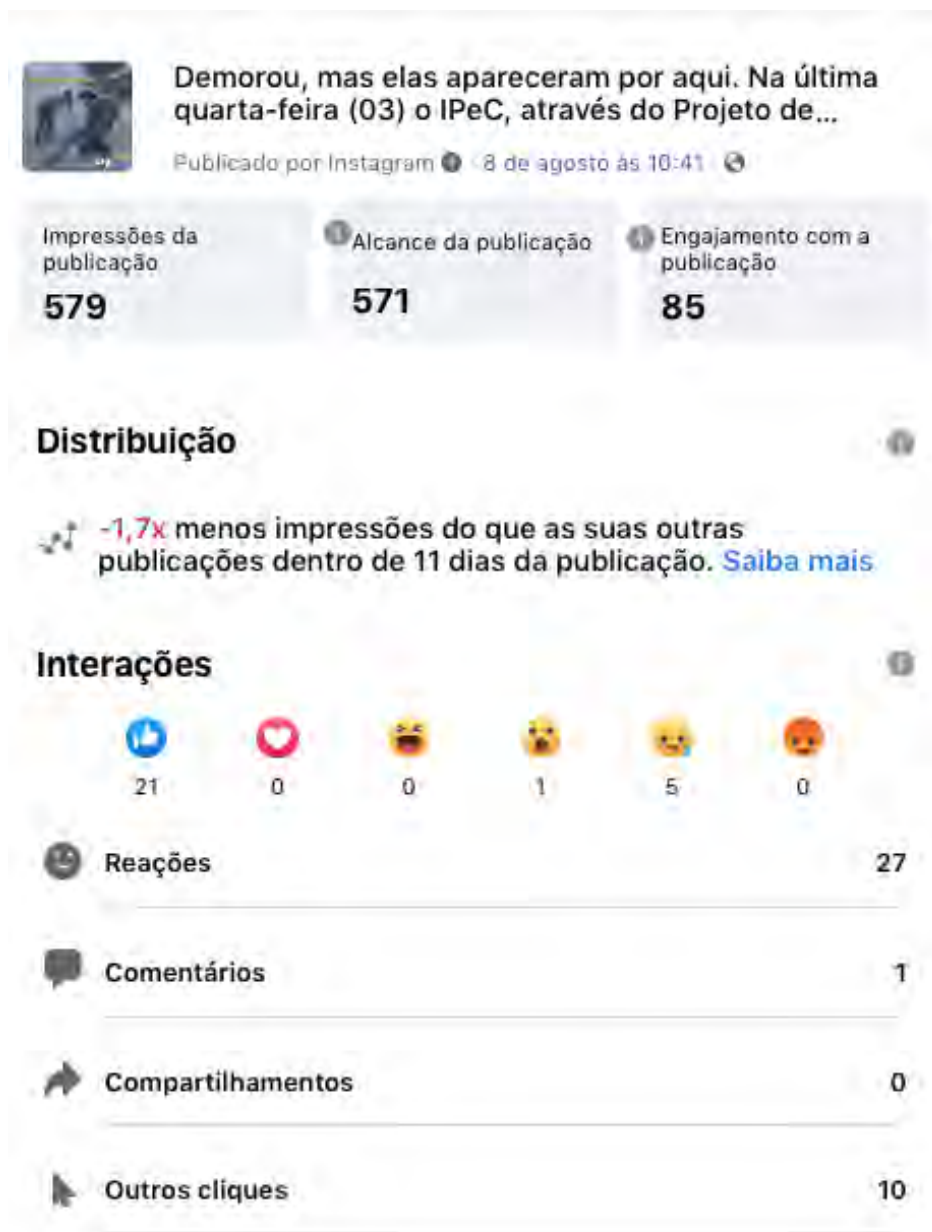 Demorou, mas elas apareceram por aqui. Na última
quarta-feira (03) o IPeC, através do Projeto de...
Publicado por Instagram 8 de agosto às 10:41
Impressões da
publicação
579
Alcance da publicação
571
Engajamento com a
publicação
85
Distribuição
-1,7x menos impressões do que as suas outras
publicações dentro de 11 dias da publicação. Saiba mais
Interações
21 0 0 1 5 0
Reações 27
Comentários 1
Compartilhamentos 0
Outros cliques 10